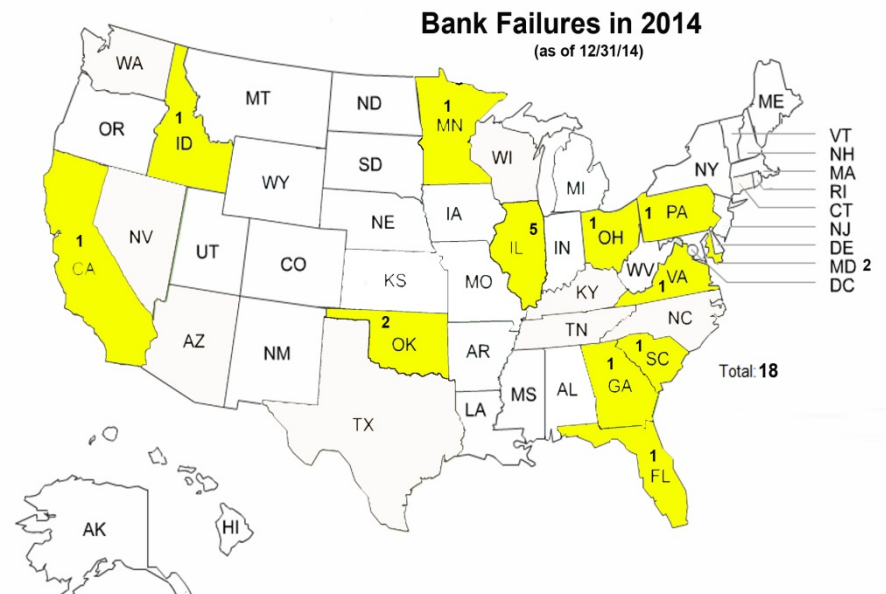 Bank Failures in 2014
(as of 12/31/14)
WA
MT
ND
1
MN
ME
OR
1
ID
SD
WI
MI
NY
VT
NH
MA
RI
CT
NJ
DE
MD 2
DC
WY
IA
NE
1
CA
NV
UT
CO
KS
MO
5
IL
IN
1
OH
1 PA
WV
1 VA
KY
AZ
NM
2
OK
AR
TN
NC
1
SC
Total: 18
1
GA
MS
AL
LA
TX
1
FL
AK
HI